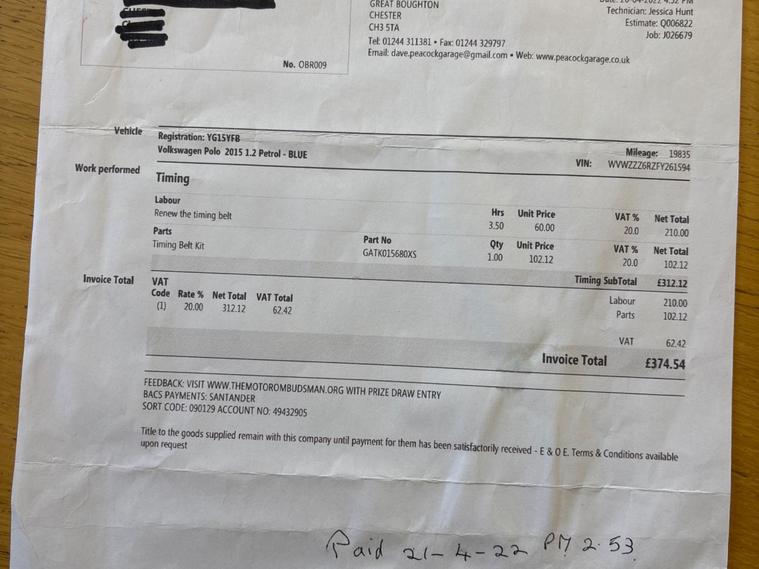 GREAT BOUGHTON
CHESTER
CH3 5TA
Tel: 01244 311381 • Fax: 01244 329797
Email: dave.peacockgarage@gmail.com • Web: www.peacockgarage.co.uk
Technician: Jessica Hunt
Estimate: Q006822
Job: J026679
No. OBR009
Vehicle
Registration: YG15YFB
Volkswagen Polo 2015 1.2 Petrol - BLUE
Mileage: 19835
VIN: WVWZZZ6RZFY261594
Work performed
Timing
Labour Hrs Unit Price VAT % Net Total
Renew the timing belt 3.50 60.00 20.0 210.00
Parts Part No Qty Unit Price VAT % Net Total
Timing Belt Kit GATK015680XS 1.00 102.12 20.0 102.12
Timing SubTotal £312.12
Invoice Total
VAT
Code Rate % Net Total VAT Total
(1) 20.00 312.12 62.42
Labour 210.00
Parts 102.12
VAT 62.42
Invoice Total £374.54
FEEDBACK: VISIT WWW.THEMOTOROMBUDSMAN.ORG WITH PRIZE DRAW ENTRY
BACS PAYMENTS: SANTANDER
SORT CODE: 090129 ACCOUNT NO: 49432905
Title to the goods supplied remain with this company until payment for them has been satisfactorily received - E & O E. Terms & Conditions available
upon request
Paid 21-4-22 PM 2.53